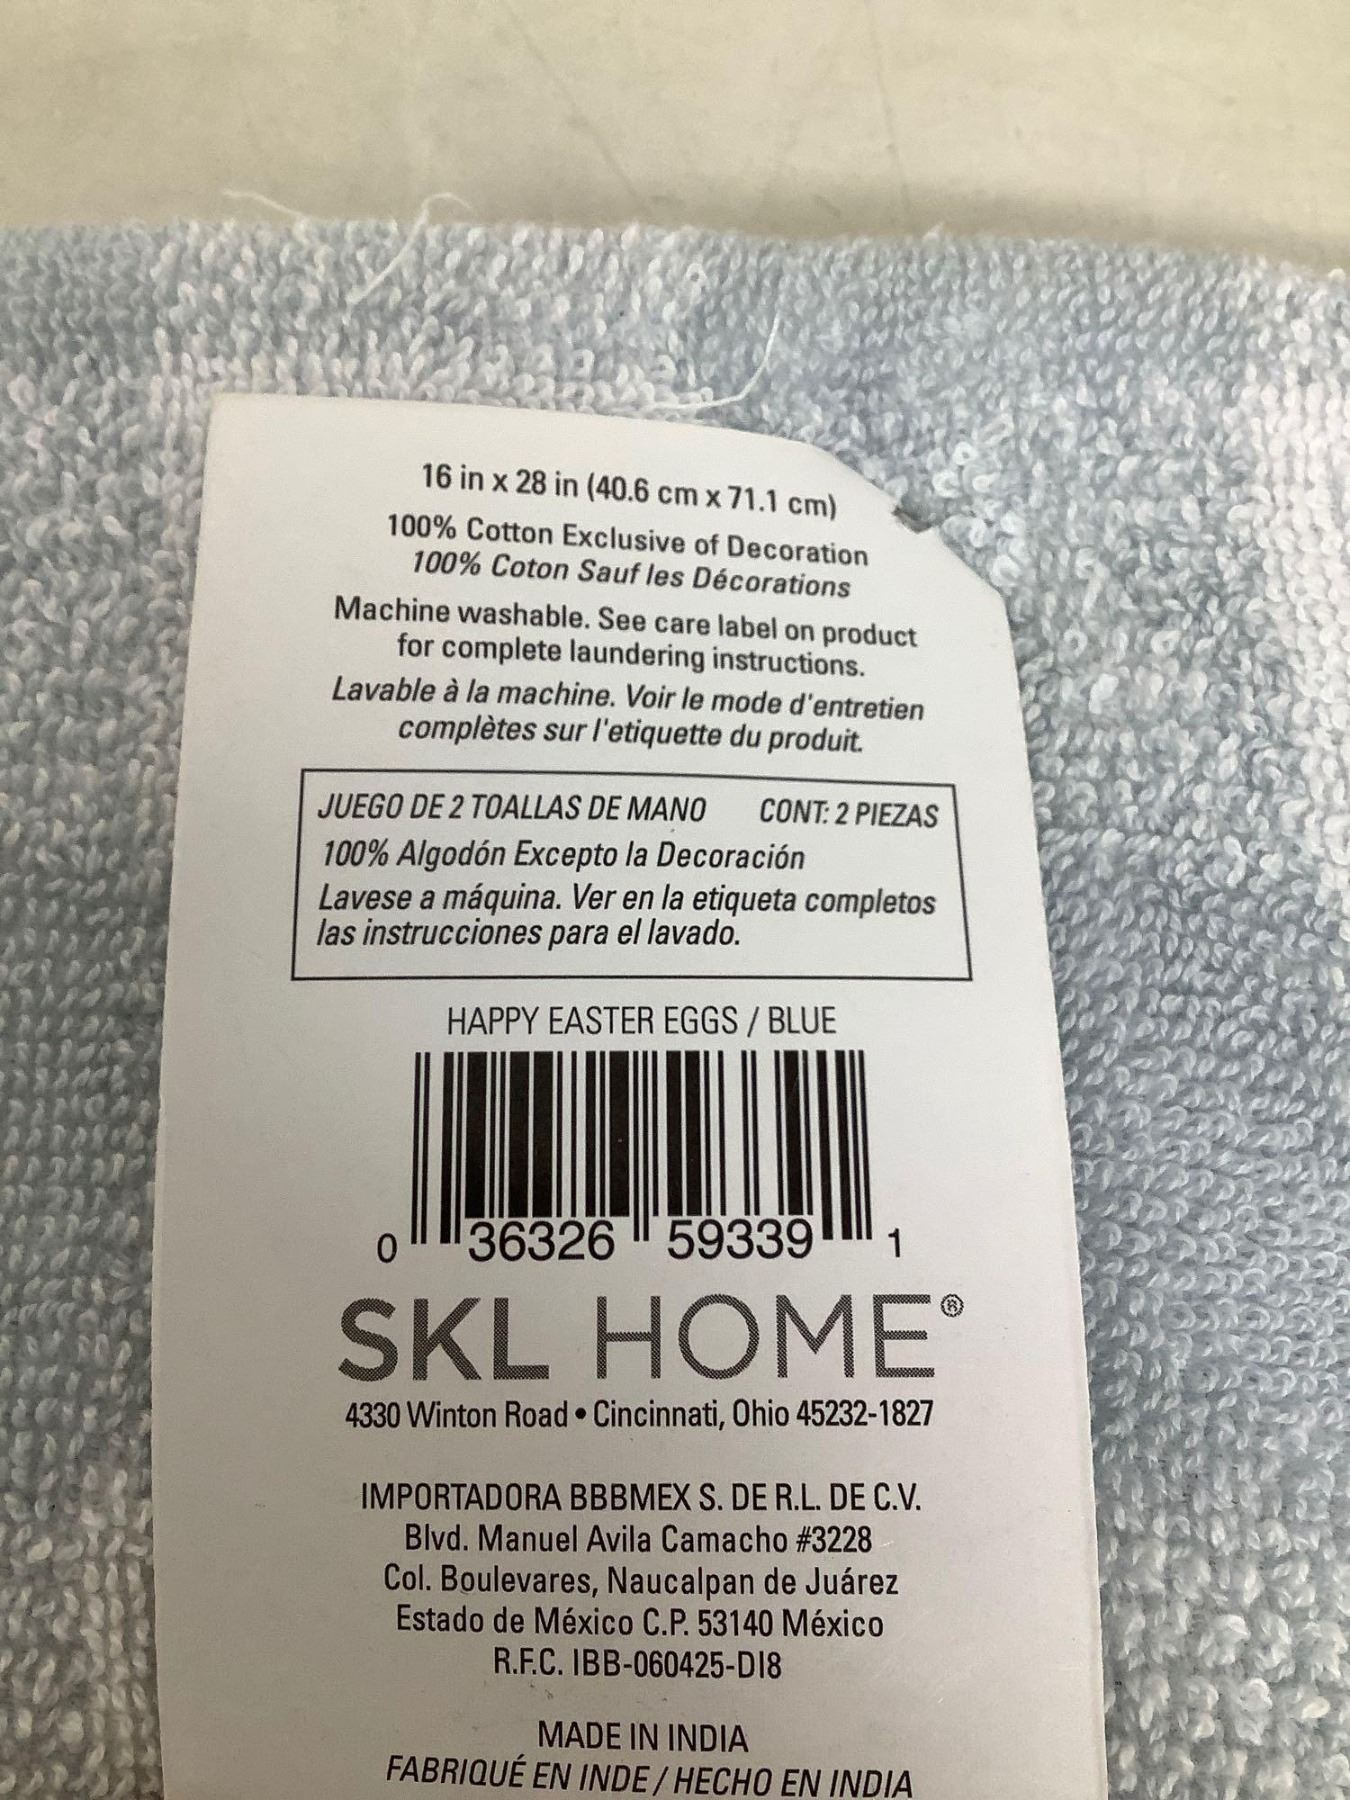 16 in x 28 in (40.6 cm x 71.1 cm)
100% Cotton Exclusive of Decoration
100% Coton Sauf les Décorations
Machine washable. See care label on product
for complete laundering instructions.
Lavable à la machine. Voir le mode d'entretien
complètes sur l'etiquette du produit.
JUEGO DE 2 TOALLAS DE MANO CONT: 2 PIEZAS
100% Algodón Excepto la Decoración
Lavese a máquina. Ver en la etiqueta completos
las instrucciones para el lavado.
HAPPY EASTER EGGS / BLUE
0 36326 59339 1
SKL HOME®
4330 Winton Road • Cincinnati, Ohio 45232-1827
IMPORTADORA BBBMEX S. DE R.L. DE C.V.
Blvd. Manuel Avila Camacho #3228
Col. Boulevares, Naucalpan de Juárez
Estado de México C.P. 53140 México
R.F.C. IBB-060425-DI8
MADE IN INDIA
FABRIQUÉ EN INDE / HECHO EN INDIA